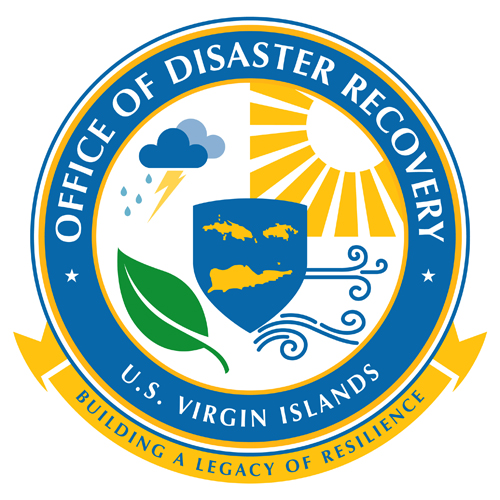 OFFICE OF DISASTER RECOVERY
U.S. VIRGIN ISLANDS
BUILDING A LEGACY OF RESILIENCE